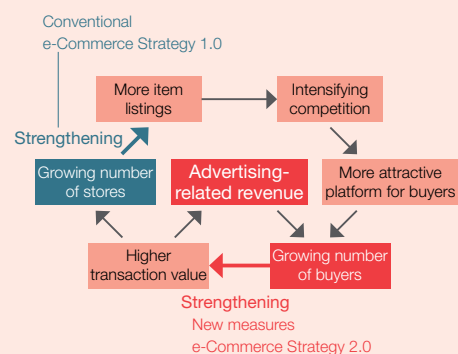 Conventional
e-Commerce Strategy 1.0
More item
listings
Intensifying
competition
Strengthening
Growing number
of stores
Advertising-
related revenue
More attractive
platform for buyers
Higher
transaction value
Growing number
of buyers
Strengthening
New measures
e-Commerce Strategy 2.0